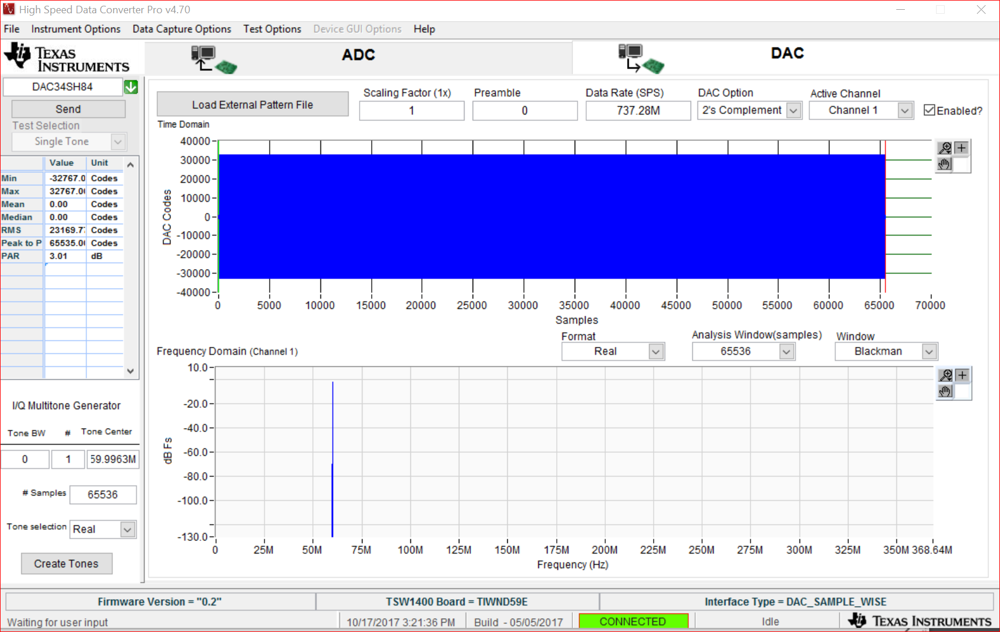 High Speed Data Converter Pro v4.70
File Instrument Options Data Capture Options Test Options Device GUI Options Help
TEXAS INSTRUMENTS
ADC
DAC
DAC34SH84
Send
Test Selection
Single Tone
Value Unit
Min -32767.0 Codes
Max 32767.0 Codes
Mean 0.00 Codes
Median 0.00 Codes
RMS 23169.7 Codes
Peak to P 65535.0 Codes
PAR 3.01 dB
I/Q Multitone Generator
Tone BW # Tone Center
0 1 59.9963M
# Samples 65536
Tone selection Real
Create Tones
Load External Pattern File
Scaling Factor (1x) Preamble Data Rate (SPS) DAC Option Active Channel
1 0 737.28M 2's Complement Channel 1 Enabled?
Time Domain
40000
30000
20000
10000
0
-10000
-20000
-30000
-40000
DAC Codes
0 5000 10000 15000 20000 25000 30000 35000 40000 45000 50000 55000 60000 65000 70000
Samples
Format Analysis Window(samples) Window
Real 65536 Blackman
Frequency Domain (Channel 1)
10.0
-20.0
-40.0
-60.0
-80.0
-100.0
-130.0
dB Fs
0 25M 50M 75M 100M 125M 150M 175M 200M 225M 250M 275M 300M 325M 350M 368.64M
Frequency (Hz)
Firmware Version = "0.2" TSW1400 Board = TIWND59E Interface Type = DAC_SAMPLE_WISE
Waiting for user input 10/17/2017 3:21:36 PM Build - 05/05/2017 CONNECTED Idle TEXAS INSTRUMENTS